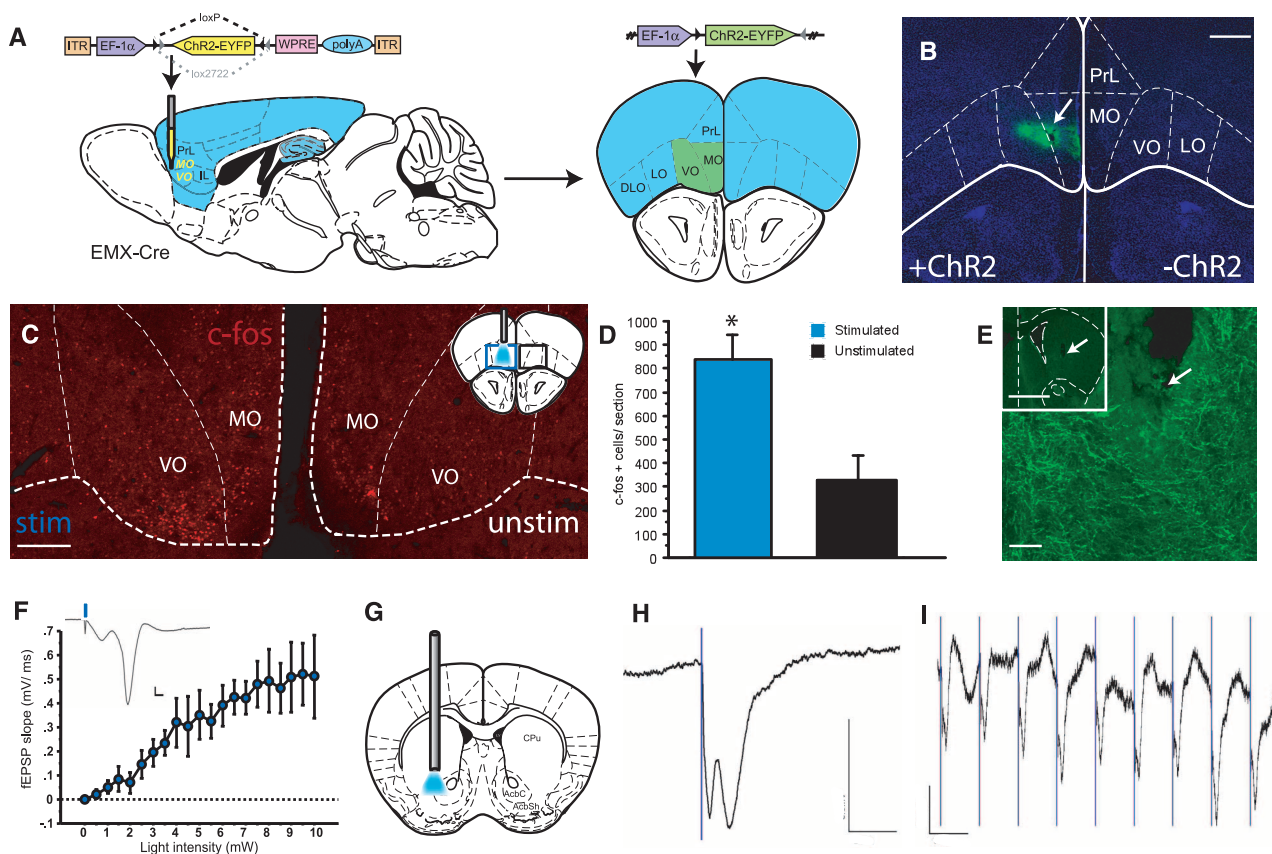 A
loxP
ITR EF-1α ChR2-EYFP WPRE polyA ITR
lox2722
PrL
MO
VO
IL
EMX-Cre
EF-1α ChR2-EYFP
PrL
MO
VO
LO
DLO
B
PrL
MO
VO
LO
+ChR2
-ChR2
C
c-fos
MO
MO
VO
VO
stim
unstim
D
1000
900
800
700
600
500
400
300
200
100
0
c-fos + cells/ section
*
Stimulated
Unstimulated
E
F
.7
.6
.5
.4
.3
.2
.1
0
-.1
fEPSP slope (mV/ ms)
0 1 2 3 4 5 6 7 8 9 10
Light intensity (mW)
G
CPu
AcbC
AcbSh
H
I